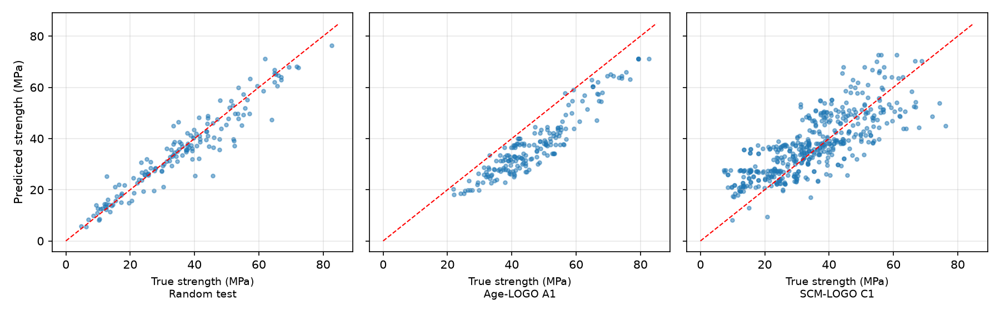 Predicted strength (MPa)
80
60
40
20
0
0 20 40 60 80
True strength (MPa)
Random test
0 20 40 60 80
True strength (MPa)
Age-LOGO A1
0 20 40 60 80
True strength (MPa)
SCM-LOGO C1